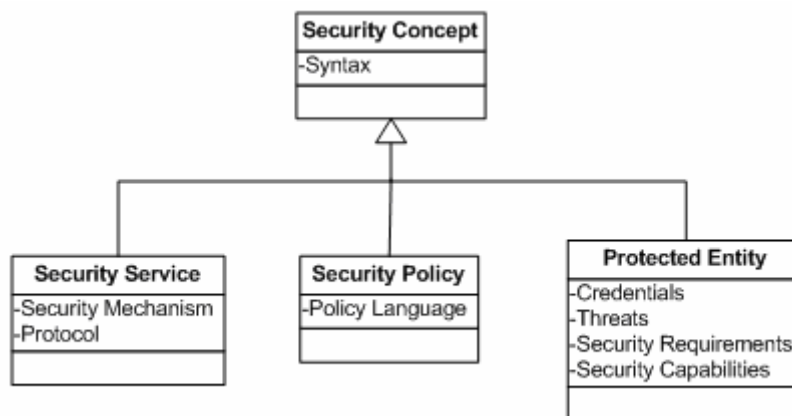 Security Concept
-Syntax
Security Service
-Security Mechanism
-Protocol
Security Policy
-Policy Language
Protected Entity
-Credentials
-Threats
-Security Requirements
-Security Capabilities